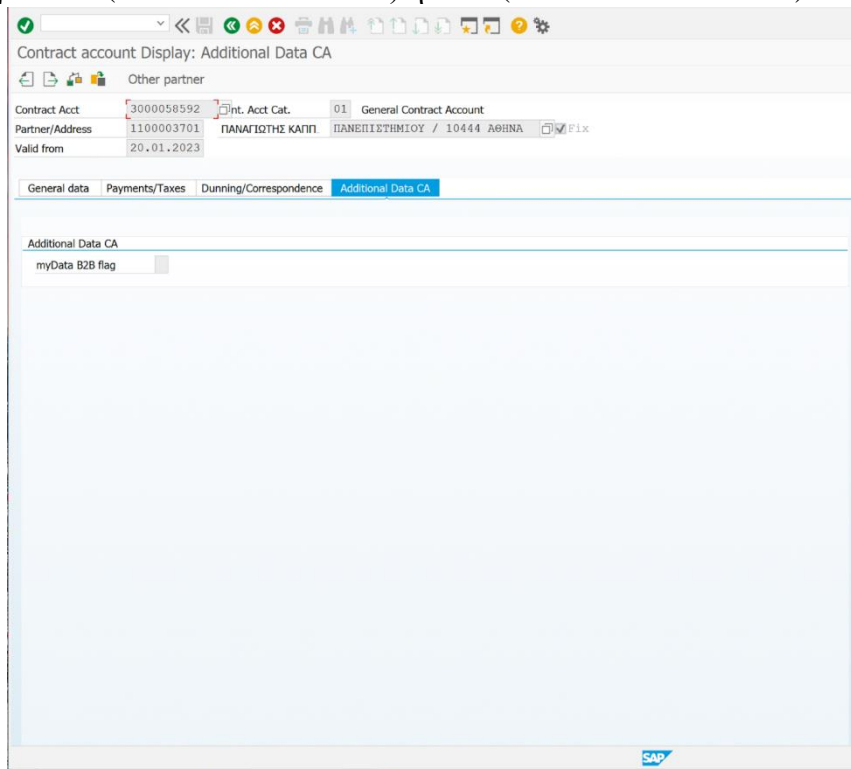 Contract account Display: Additional Data CA
Other partner
Contract Acct 3000058592 Int. Acct Cat. 01 General Contract Account
Partner/Address 1100003701 ΠΑΝΑΓΙΩΤΗΣ ΚΑΠΠ. ΠΑΝΕΠΙΣΤΗΜΙΟΥ / 10444 ΑΘΗΝΑ Fix
Valid from 20.01.2023
General data Payments/Taxes Dunning/Correspondence Additional Data CA
Additional Data CA
myData B2B flag
SAP